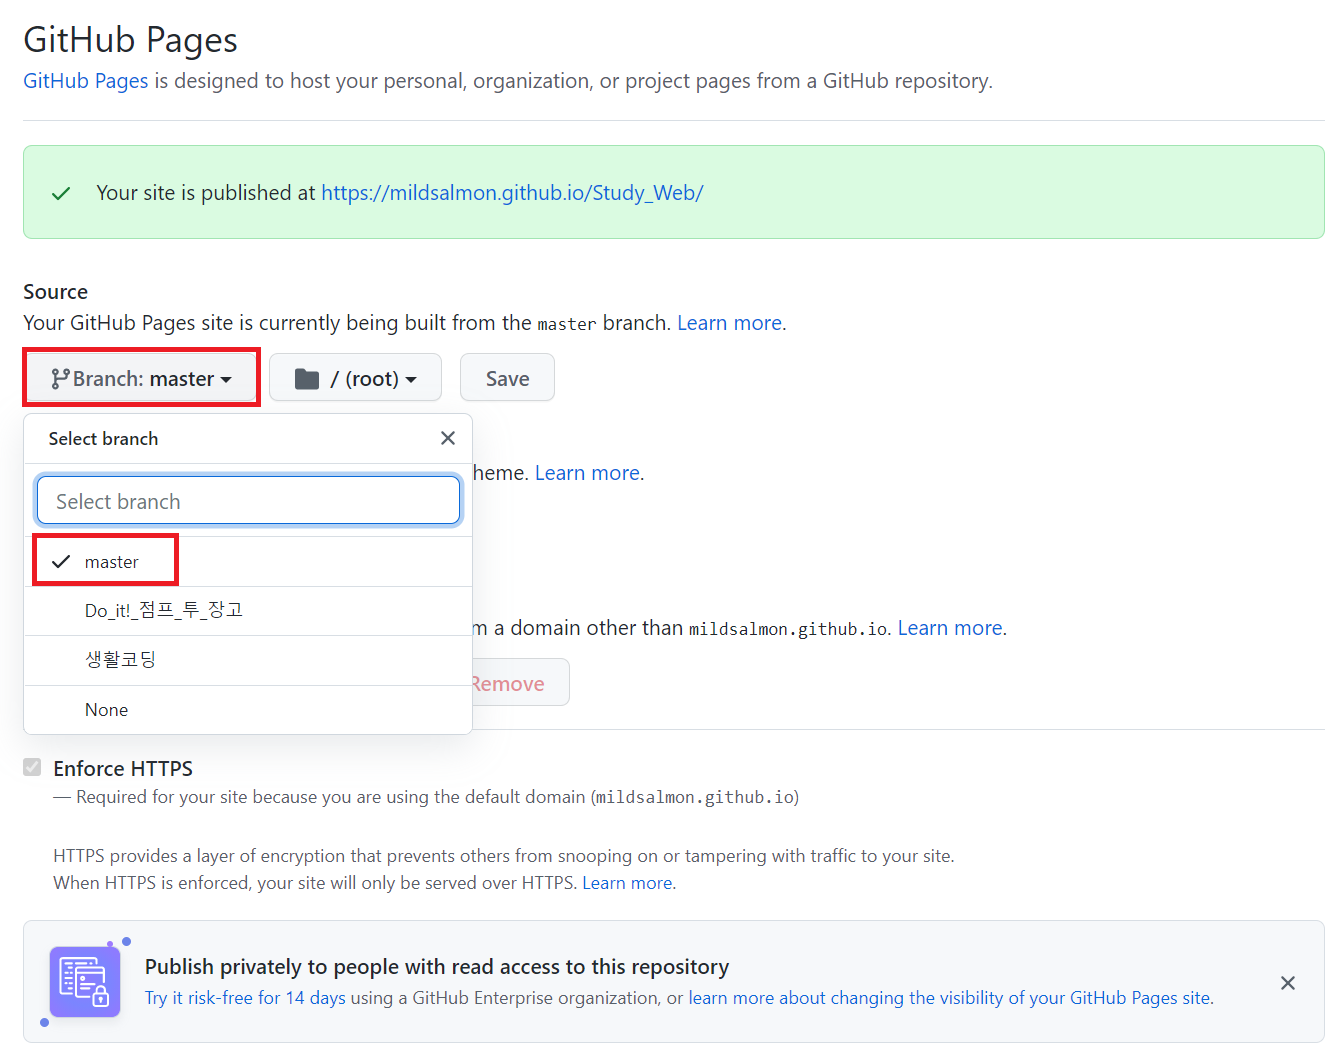 GitHub Pages
GitHub Pages is designed to host your personal, organization, or project pages from a GitHub repository.
Your site is published at https://mildsalmon.github.io/Study_Web/
Source
Your GitHub Pages site is currently being built from the master branch. Learn more.
Branch: master
/ (root)
Save
Select branch
heme. Learn more.
Select branch
master
Do_it!_점프_투_장고
m a domain other than mildsalmon.github.io. Learn more.
생활코딩
Remove
None
Enforce HTTPS
— Required for your site because you are using the default domain (mildsalmon.github.io)
HTTPS provides a layer of encryption that prevents others from snooping on or tampering with traffic to your site.
When HTTPS is enforced, your site will only be served over HTTPS. Learn more.
Publish privately to people with read access to this repository
Try it risk-free for 14 days using a GitHub Enterprise organization, or learn more about changing the visibility of your GitHub Pages site.